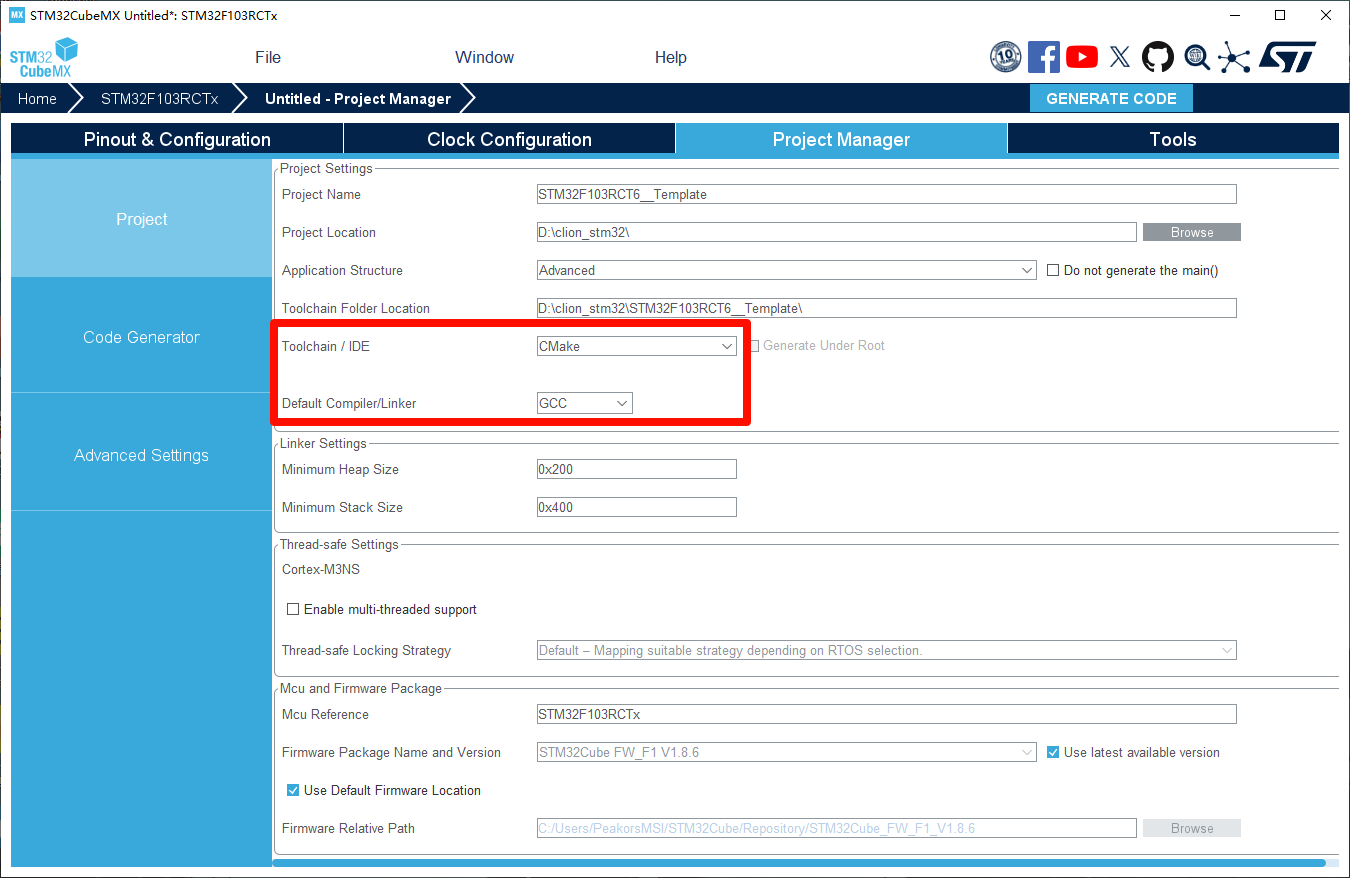 MX STM32CubeMX Untitled*: STM32F103RCTx
STM32
CubeMX
File Window Help
10
Home STM32F103RCTx Untitled - Project Manager GENERATE CODE
Pinout & Configuration Clock Configuration Project Manager Tools
Project
Code Generator
Advanced Settings
Project Settings
Project Name STM32F103RCT6__Template
Project Location D:\clion_stm32\ Browse
Application Structure Advanced Do not generate the main()
Toolchain Folder Location D:\clion_stm32\STM32F103RCT6__Template\
Toolchain / IDE CMake Generate Under Root
Default Compiler/Linker GCC
Linker Settings
Minimum Heap Size 0x200
Minimum Stack Size 0x400
Thread-safe Settings
Cortex-M3NS
Enable multi-threaded support
Thread-safe Locking Strategy Default – Mapping suitable strategy depending on RTOS selection.
Mcu and Firmware Package
Mcu Reference STM32F103RCTx
Firmware Package Name and Version STM32Cube FW_F1 V1.8.6 Use latest available version
Use Default Firmware Location
Firmware Relative Path C:/Users/PeakorsMSI/STM32Cube/Repository/STM32Cube_FW_F1_V1.8.6 Browse